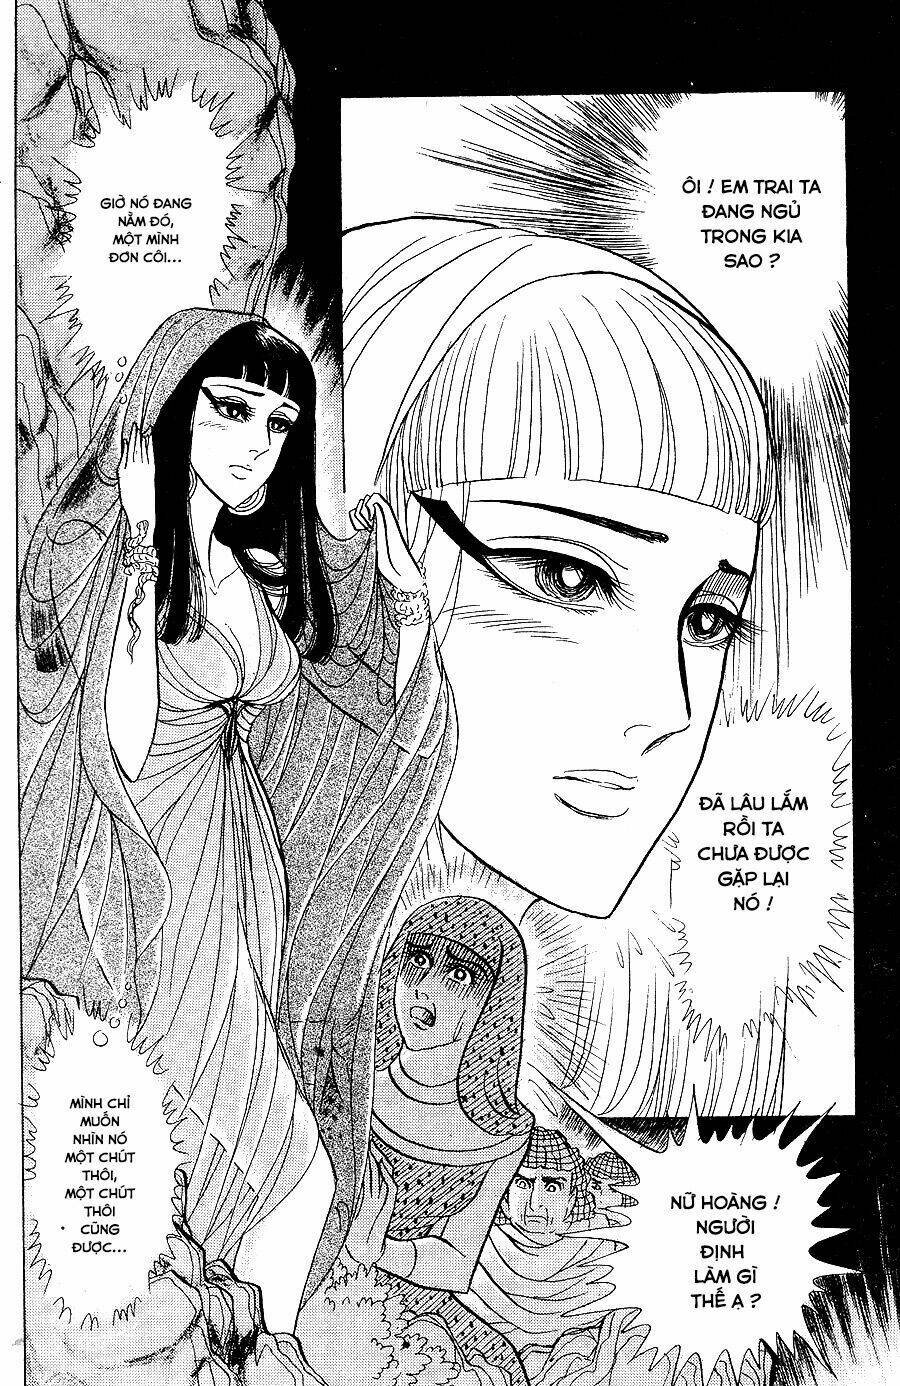 ÔI ! EM TRAI TA
ĐANG NGỦ
TRONG KIA
SAO ?
ĐÃ LÂU LẮM
RỒI TA
CHƯA ĐƯỢC
GẶP LẠI
NÓ !
GIỜ NÓ ĐANG
NẰM ĐÓ,
MỘT MÌNH
ĐƠN CÔI...
NỮ HOÀNG !
NGƯỜI
ĐỊNH
LÀM GÌ
THẾ Ạ ?
MÌNH CHỈ
MUỐN
NHÌN NÓ
MỘT CHÚT
THÔI,
MỘT CHÚT
THÔI
CŨNG
ĐƯỢC...